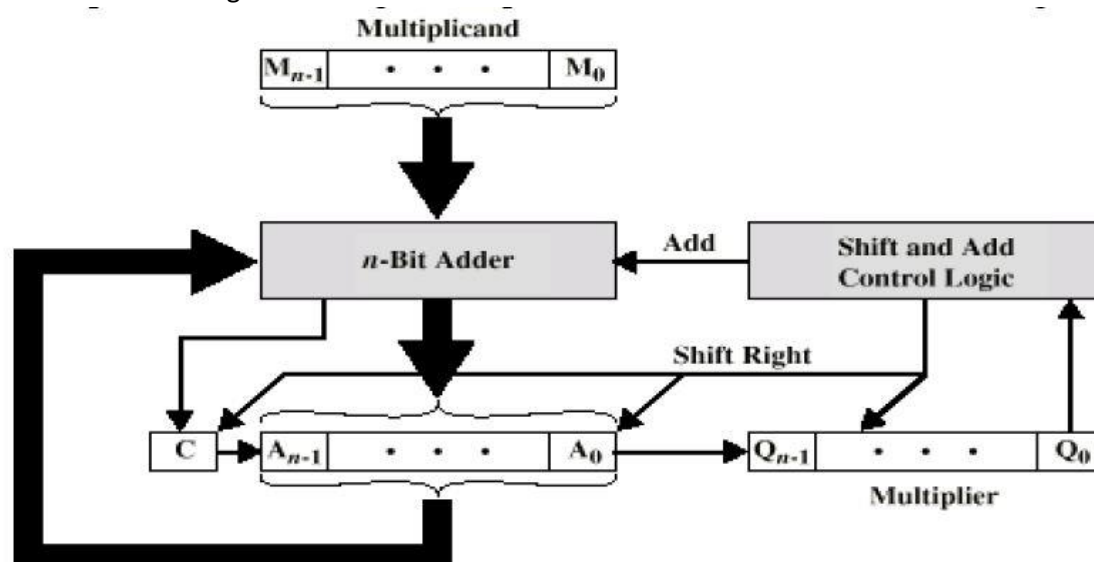 Multiplicand
Mn-1 • • • M0
n-Bit Adder
Add
Shift and Add
Control Logic
Shift Right
C
An-1 • • • A0
Qn-1 • • • Q0
Multiplier